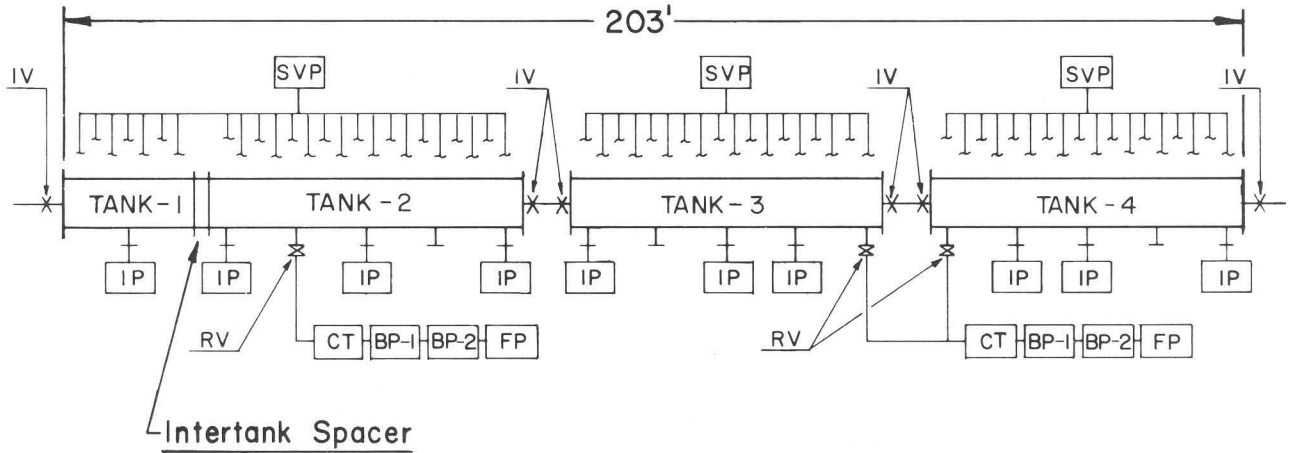 203'
IV
SVP
IV
SVP
IV
SVP
IV
TANK-1
TANK-2
TANK-3
TANK-4
IP
IP
IP
IP
IP
IP
IP
IP
IP
IP
RV
CT
BP-1
BP-2
FP
RV
CT
BP-1
BP-2
FP
Intertank Spacer